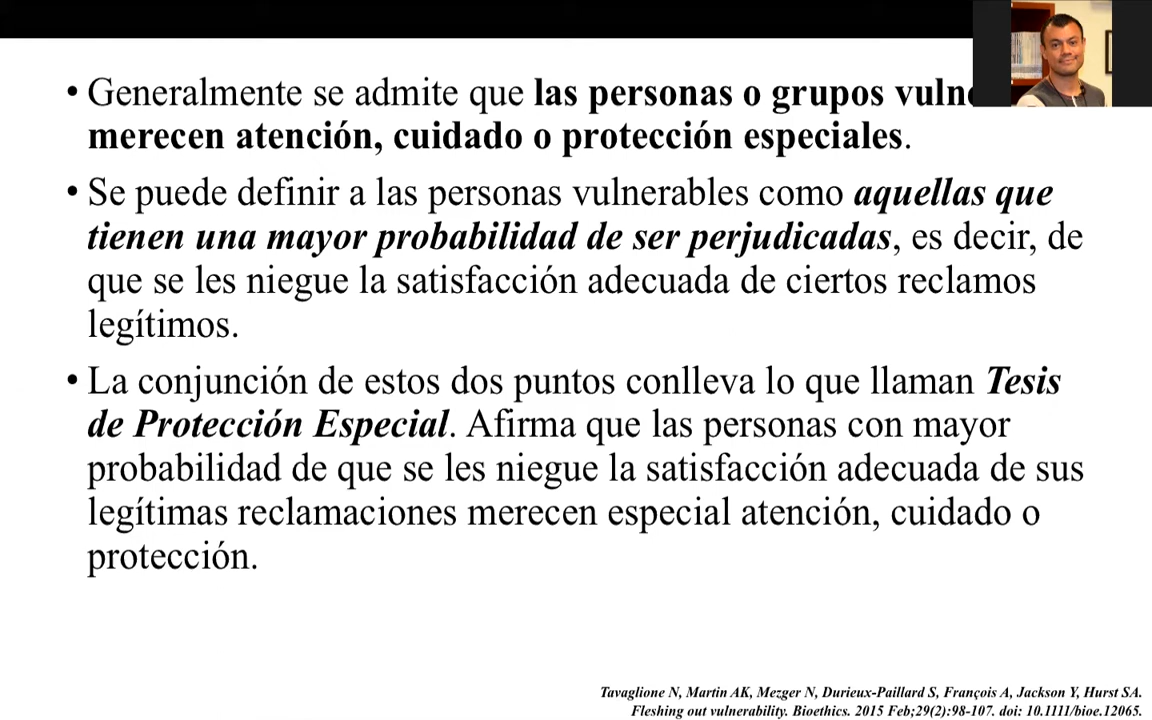 • Generalmente se admite que las personas o grupos
merecen atención, cuidado o protección especiales.
• Se puede definir a las personas vulnerables como aquellas que
tienen una mayor probabilidad de ser perjudicadas, es decir, de
que se les niegue la satisfacción adecuada de ciertos reclamos
legítimos.
• La conjunción de estos dos puntos conlleva lo que llaman Tesis
de Protección Especial. Afirma que las personas con mayor
probabilidad de que se les niegue la satisfacción adecuada de sus
legítimas reclamaciones merecen especial atención, cuidado o
protección.
Tavaglione N, Martin AK, Mezger N, Durieux-Paillard S, François A, Jackson Y, Hurst SA.
Fleshing out vulnerability. Bioethics. 2015 Feb;29(2):98-107. doi: 10.1111/bioe.12065.